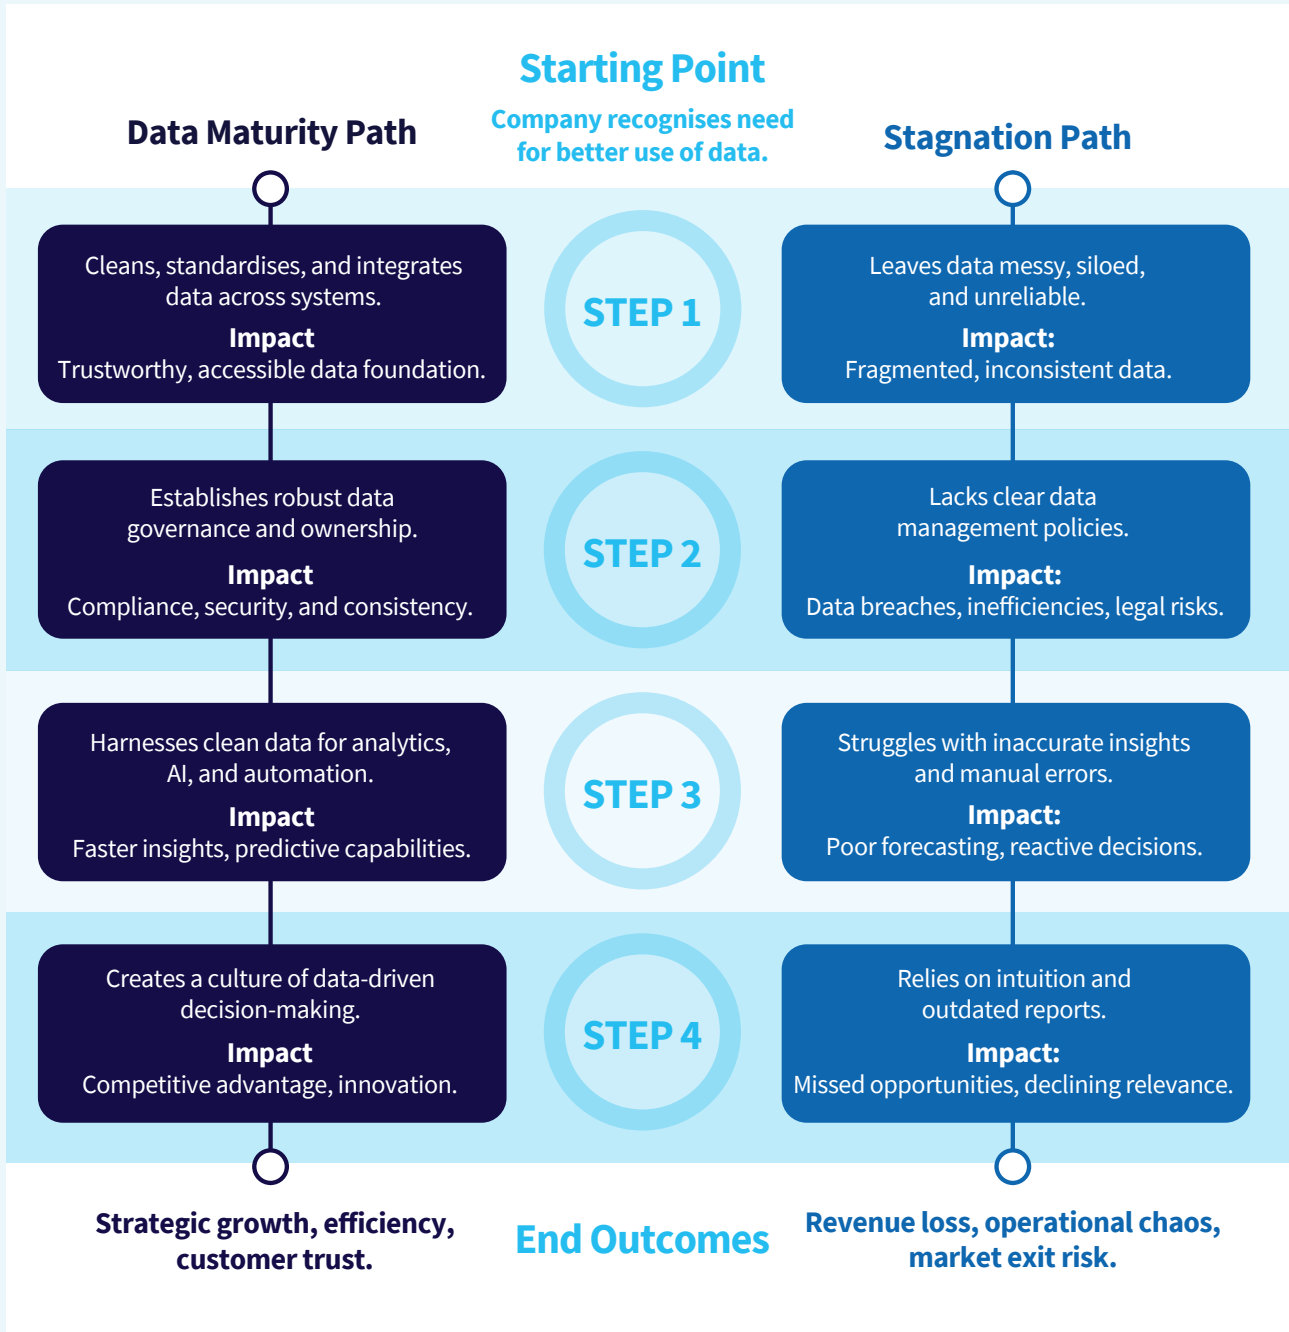 Starting Point
Company recognises need
for better use of data.
Data Maturity Path
Stagnation Path
Cleans, standardises, and integrates
data across systems.
Impact
Trustworthy, accessible data foundation.
STEP 1
Leaves data messy, siloed,
and unreliable.
Impact:
Fragmented, inconsistent data.
Establishes robust data
governance and ownership.
Impact
Compliance, security, and consistency.
STEP 2
Lacks clear data
management policies.
Impact:
Data breaches, inefficiencies, legal risks.
Harnesses clean data for analytics,
AI, and automation.
Impact
Faster insights, predictive capabilities.
STEP 3
Struggles with inaccurate insights
and manual errors.
Impact:
Poor forecasting, reactive decisions.
Creates a culture of data-driven
decision-making.
Impact
Competitive advantage, innovation.
STEP 4
Relies on intuition and
outdated reports.
Impact:
Missed opportunities, declining relevance.
Strategic growth, efficiency,
customer trust.
End Outcomes
Revenue loss, operational chaos,
market exit risk.